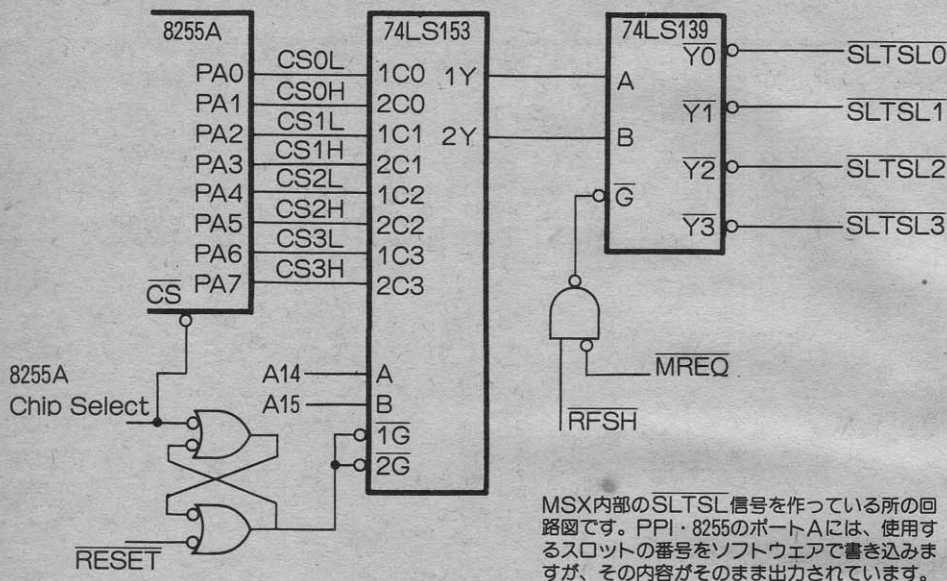 8255A
74LS153
74LS139
PA0
CS0L
1C0
1Y
A
Y0
SLTSL0
PA1
CS0H
2C0
PA2
CS1L
1C1
2Y
B
Y1
SLTSL1
PA3
CS1H
2C1
PA4
CS2L
1C2
G
Y2
SLTSL2
PA5
CS2H
2C2
PA6
CS3L
1C3
Y3
SLTSL3
PA7
CS3H
2C3
CS
8255A
Chip Select
A14
A
A15
B
MREQ
1G
RFSH
2G
RESET
MSX内部のSLTSL信号を作っている所の回
路図です。PPI・8255のポートAには、使用す
るスロットの番号をソフトウェアで書き込みま
すが、その内容がそのまま出力されています。